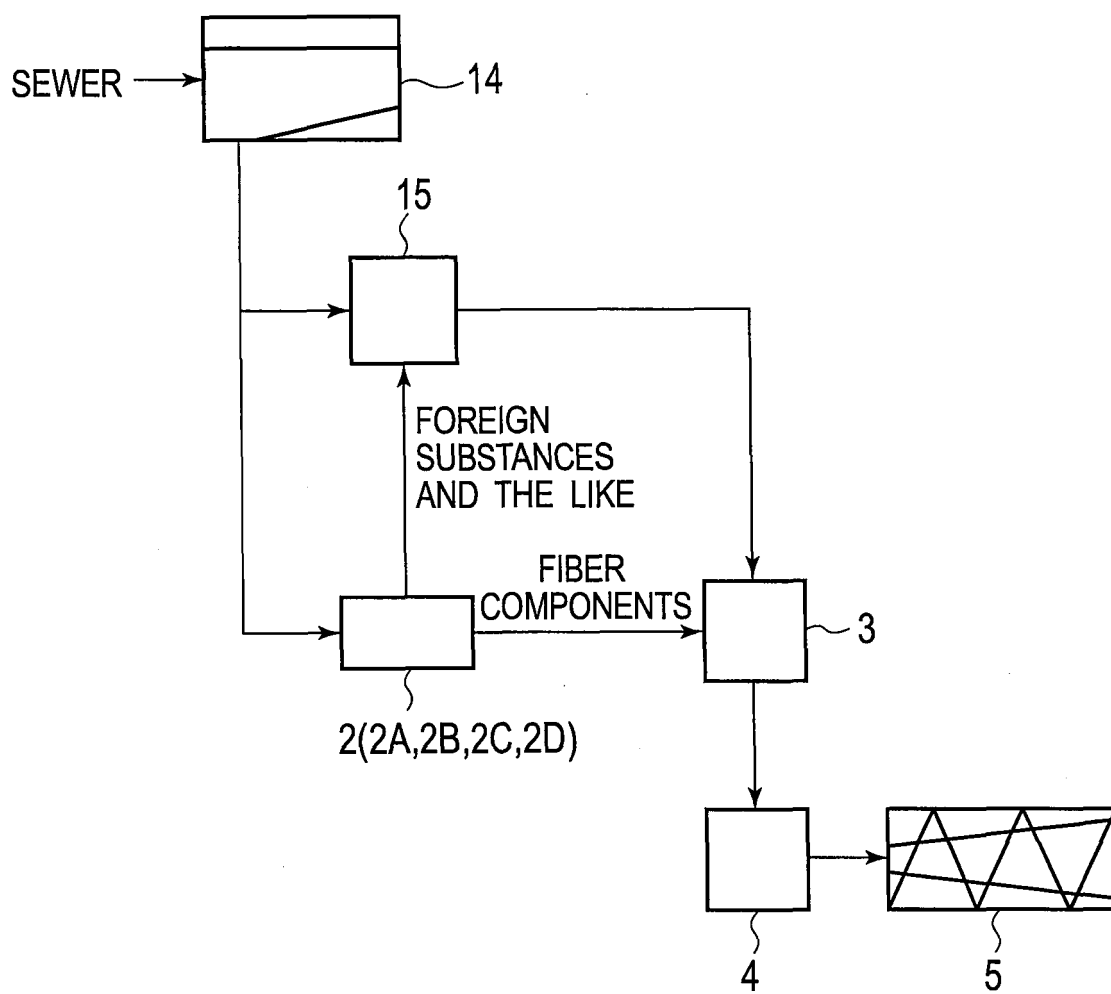 SEWER
14
15
FOREIGN
SUBSTANCES
AND THE LIKE
FIBER
COMPONENTS
3
2(2A,2B,2C,2D)
4
5